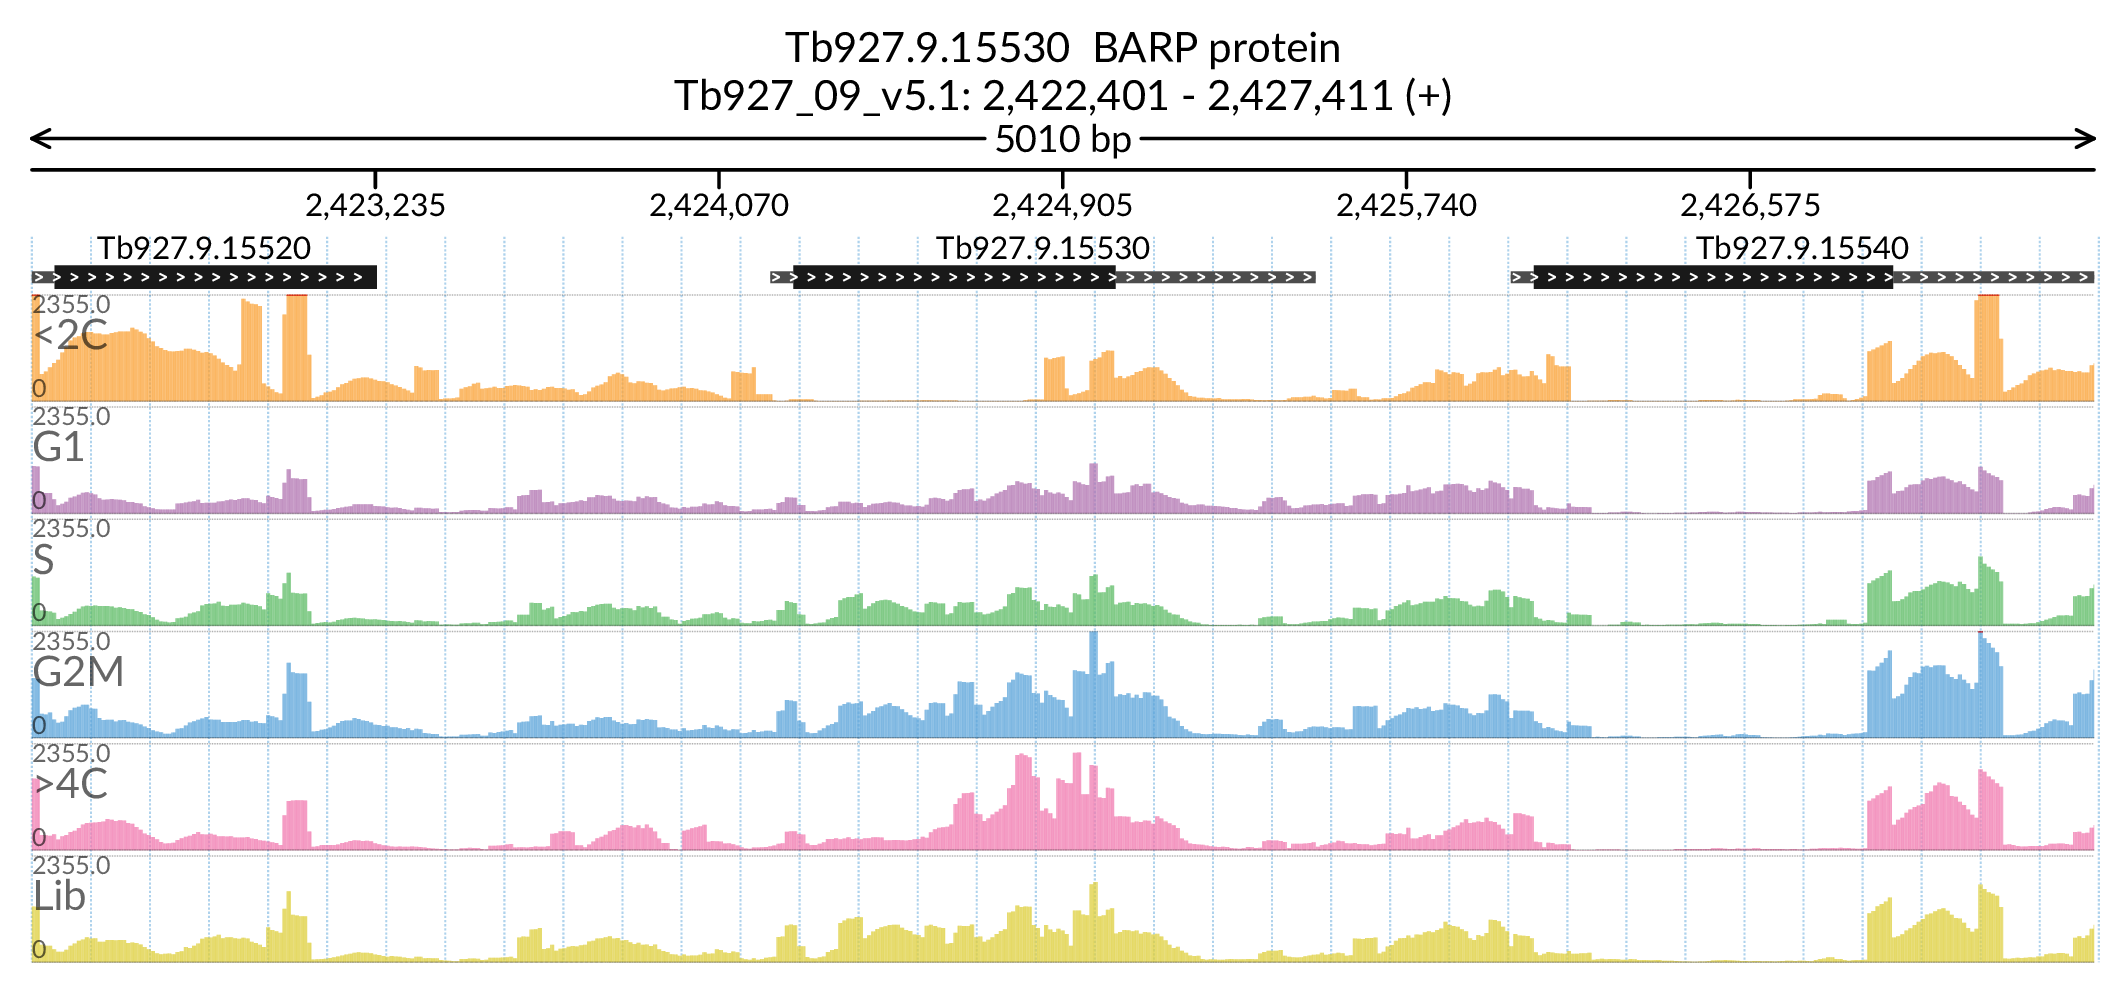 Tb927.9.15530  BARP protein
Tb927_09_v5.1: 2,422,401 - 2,427,411 (+)
5010 bp
2,423,235 2,424,070 2,424,905 2,425,740 2,426,575
Tb927.9.15520 Tb927.9.15530 Tb927.9.15540
2355.0
<2C
0
2355.0
G1
0
2355.0
S
0
2355.0
G2M
0
2355.0
>4C
0
2355.0
Lib
0